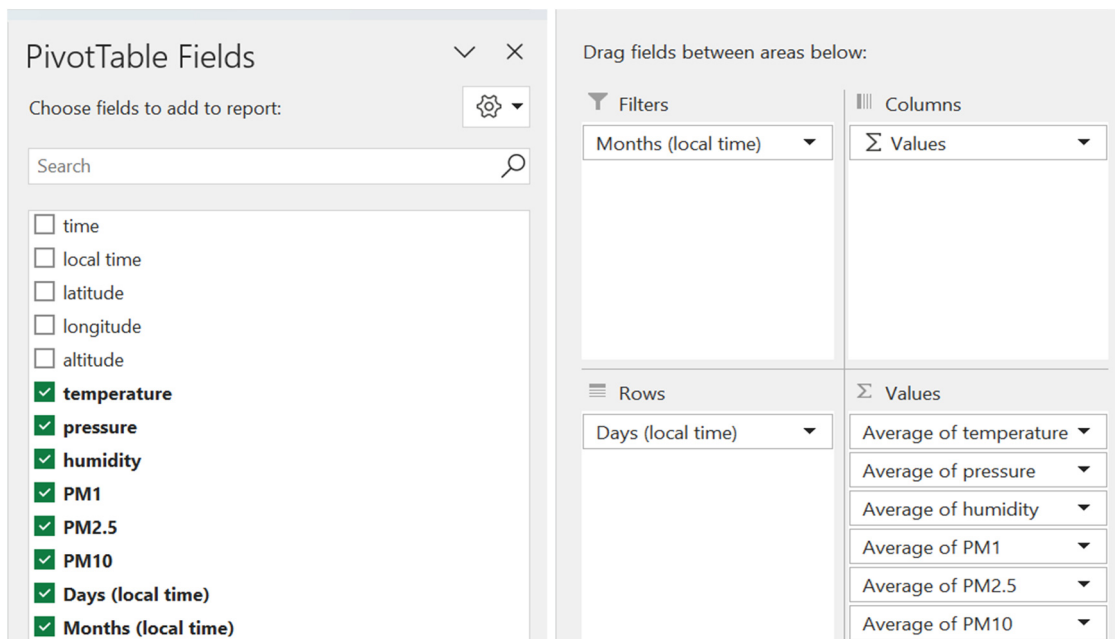 PivotTable Fields
Choose fields to add to report:
Search
time
local time
latitude
longitude
altitude
temperature
pressure
humidity
PM1
PM2.5
PM10
Days (local time)
Months (local time)
Drag fields between areas below:
Filters
Months (local time)
Columns
Σ Values
Rows
Days (local time)
Σ Values
Average of temperature
Average of pressure
Average of humidity
Average of PM1
Average of PM2.5
Average of PM10